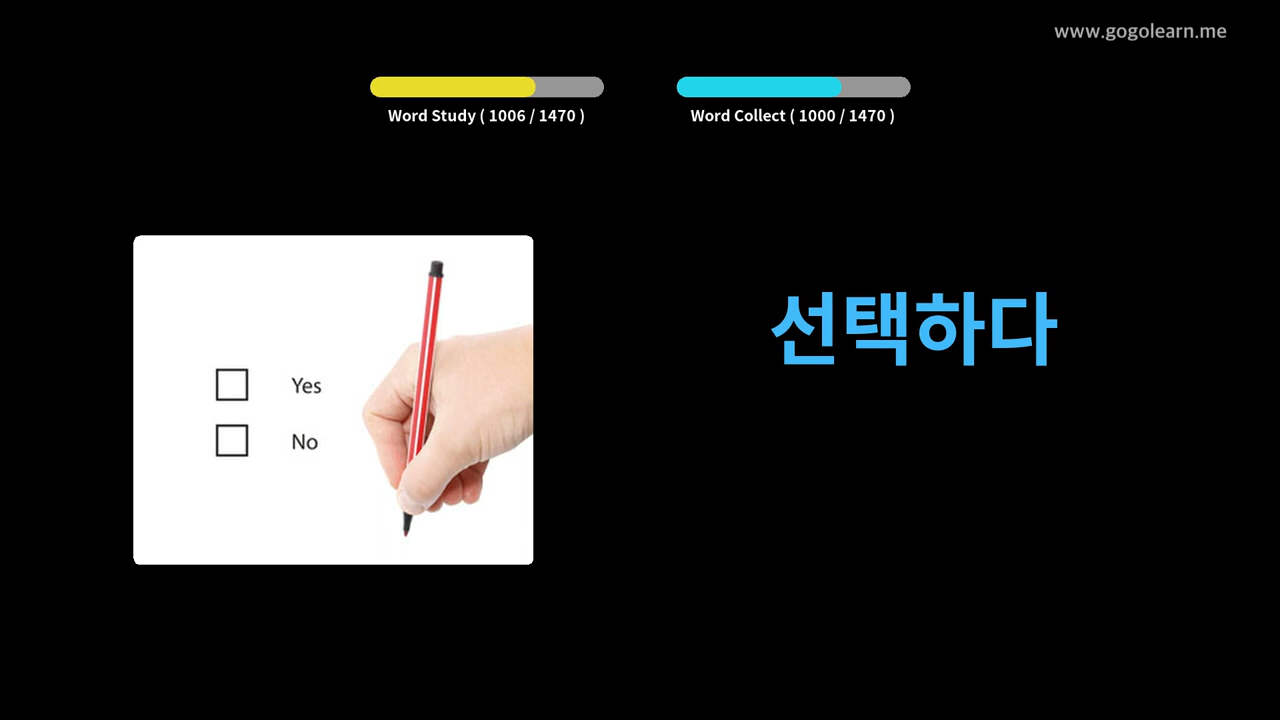 www.gogolearn.me
Word Study ( 1006 / 1470 )
Word Collect ( 1000 / 1470 )
Yes
No
선택하다